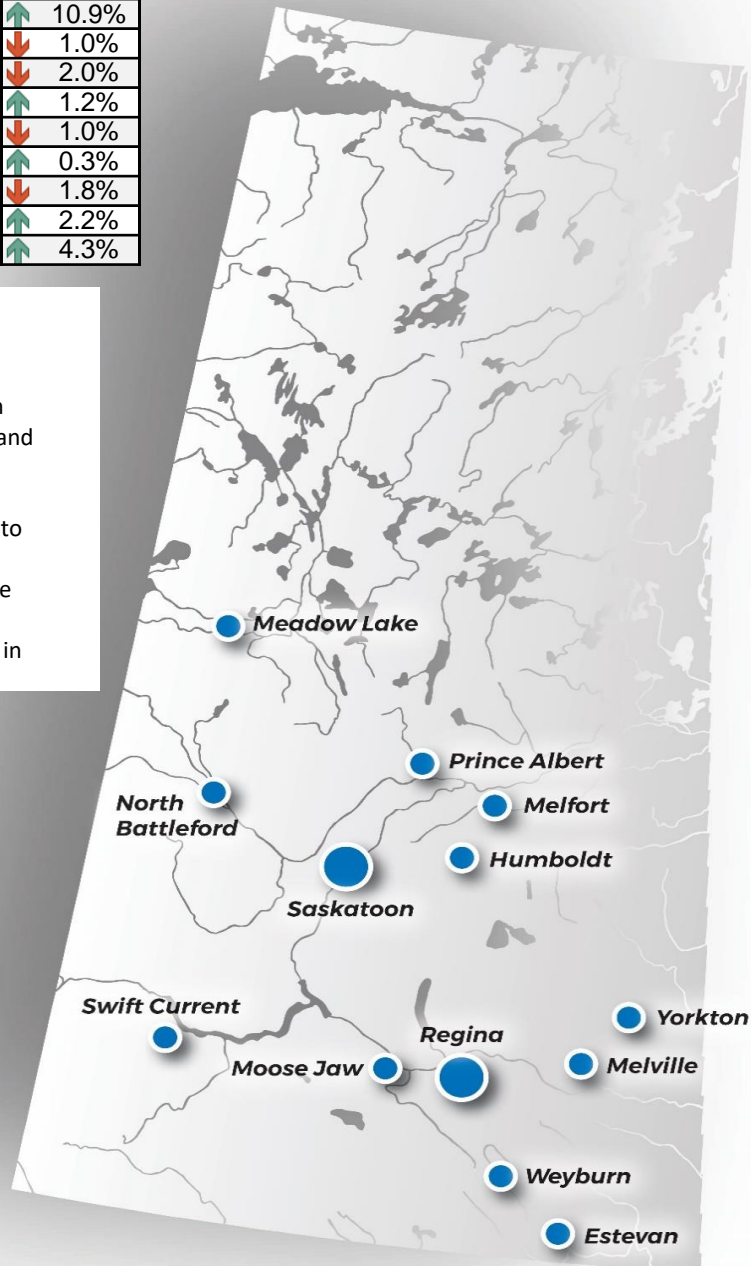 10.9%
1.0%
2.0%
1.2%
1.0%
0.3%
1.8%
2.2%
4.3%
and
to
in
Meadow Lake
Prince Albert
North
Battleford
Melfort
Humboldt
Saskatoon
Swift Current
Regina
Yorkton
Moose Jaw
Melville
Weyburn
Estevan